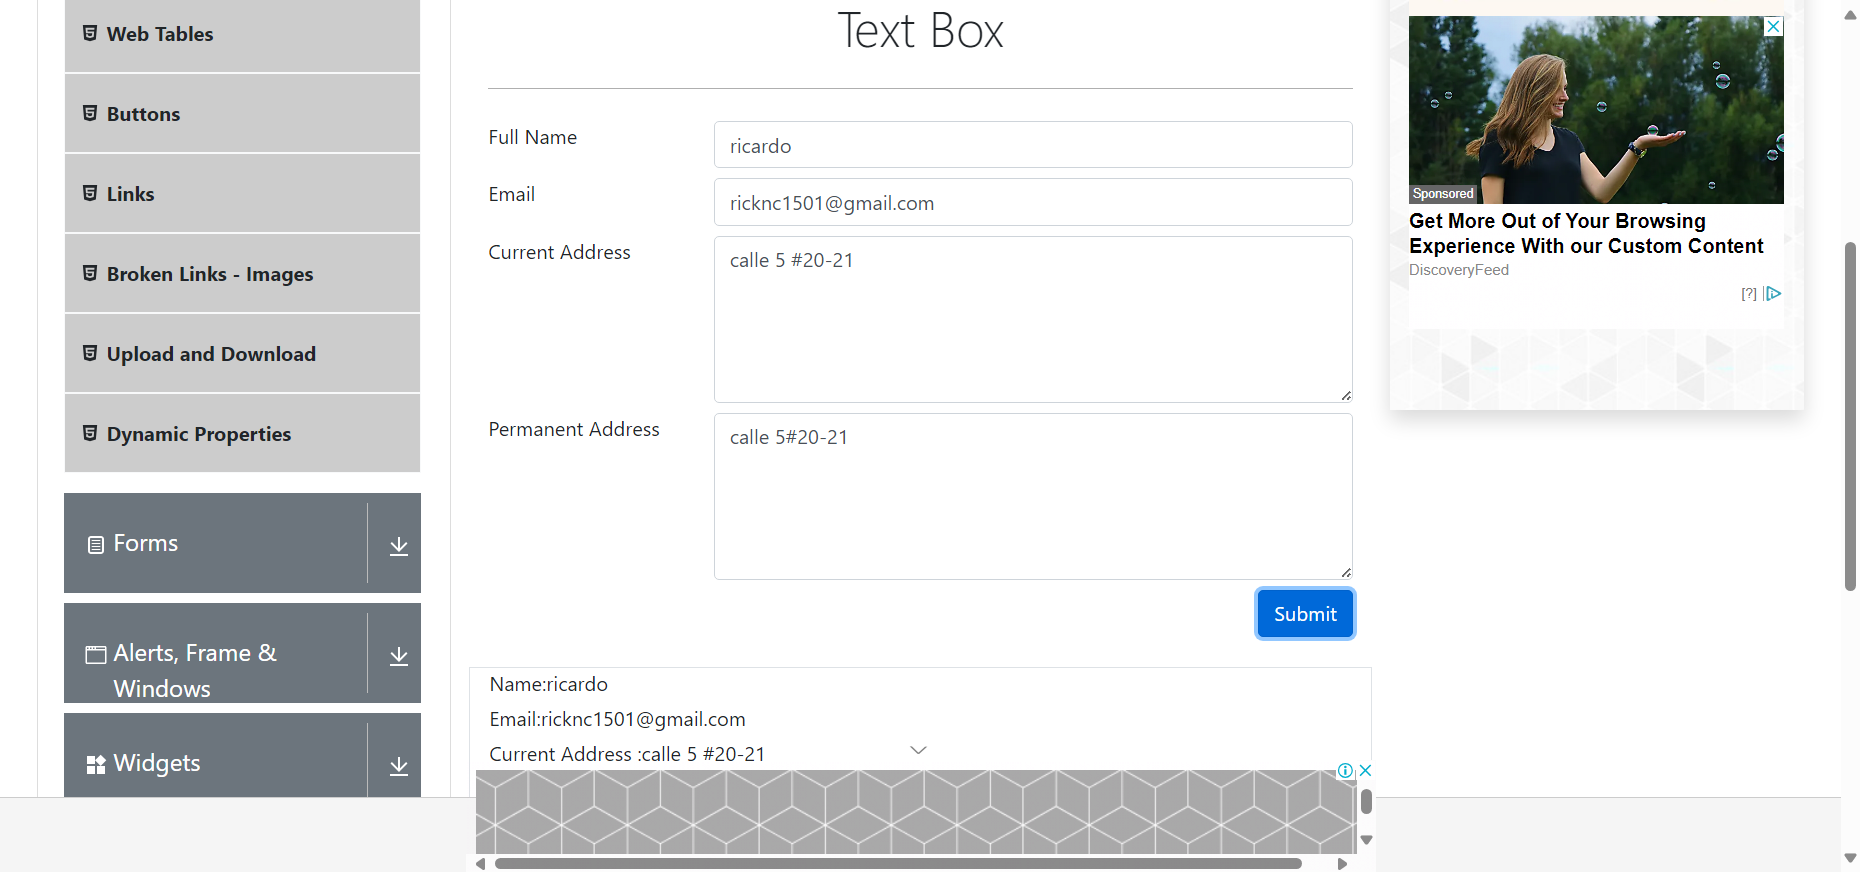 Web Tables
Buttons
Links
Broken Links - Images
Upload and Download
Dynamic Properties
Forms
Alerts, Frame &
Windows
Widgets
Text Box
Full Name
ricardo
Email
ricknc1501@gmail.com
Current Address
calle 5 #20-21
Permanent Address
calle 5#20-21
Submit
Name:ricardo
Email:ricknc1501@gmail.com
Current Address :calle 5 #20-21
Sponsored
Get More Out of Your Browsing
Experience With our Custom Content
DiscoveryFeed
[?]